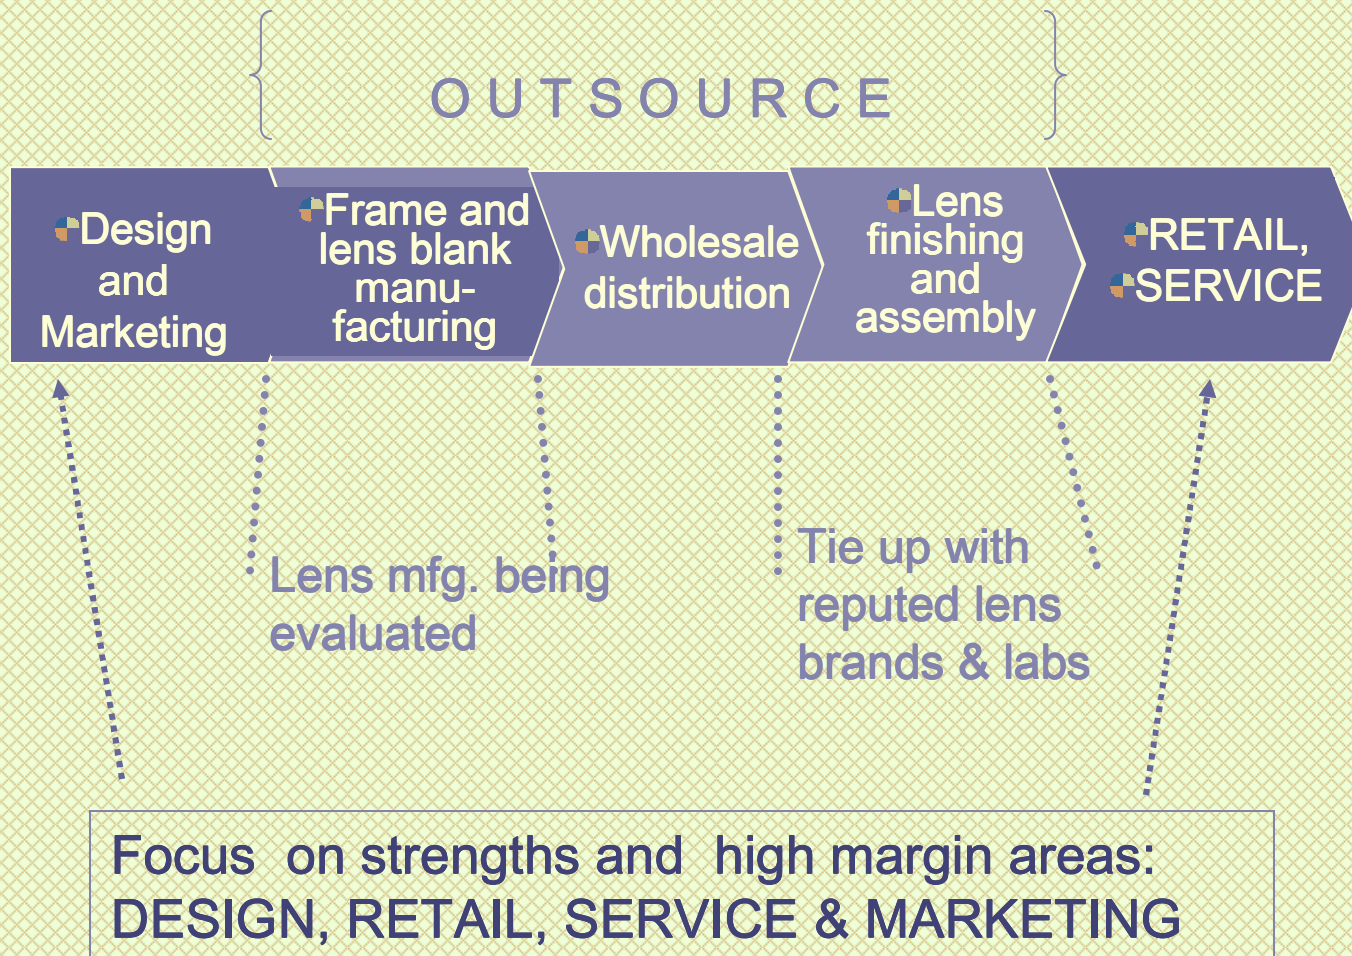 O U T S O U R C E
Design
and
Marketing
Frame and
lens blank
manu-
facturing
Wholesale
distribution
Lens
finishing
and
assembly
RETAIL,
SERVICE
Lens mfg. being
evaluated
Tie up with
reputed lens
brands & labs
Focus on strengths and high margin areas:
DESIGN, RETAIL, SERVICE & MARKETING